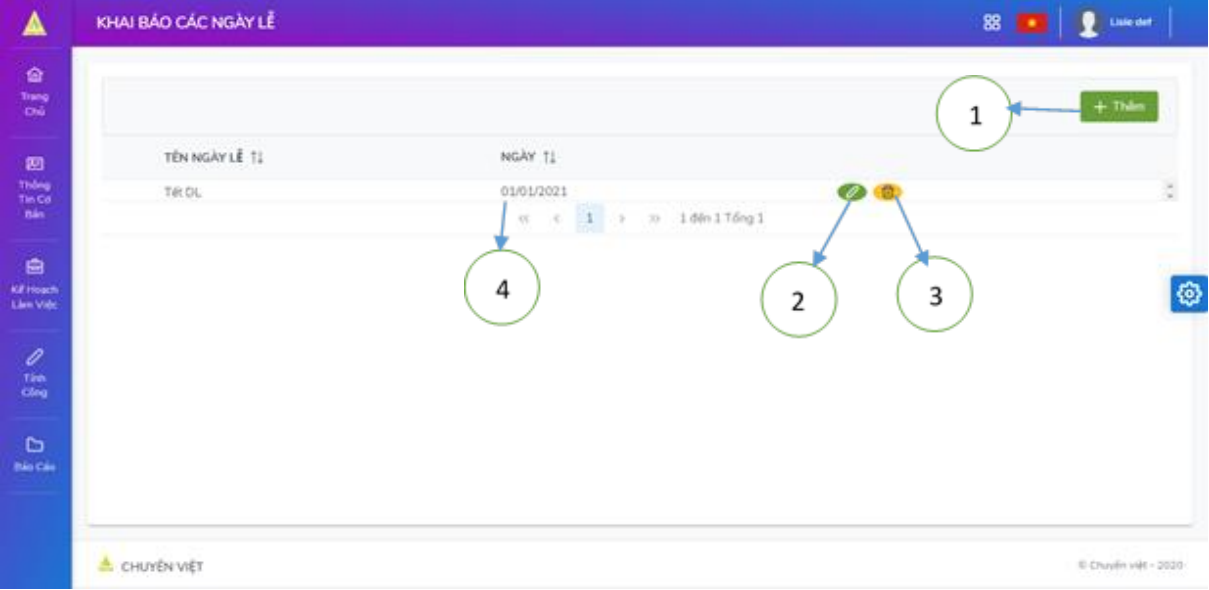 KHAI BÁO CÁC NGÀY LỄ
Lisie def
Trang
Chủ
Thông
Tin Cơ
Bản
Kế Hoạch
Làm Việc
Tính
Công
Báo Cáo
+ Thêm
1
TÊN NGÀY LỄ
NGÀY
Tết DL
01/01/2021
« < 1 > » 1 đến 1 Tổng 1
4
2
3
CHUYÊN VIỆT
© Chuyên việt - 2020